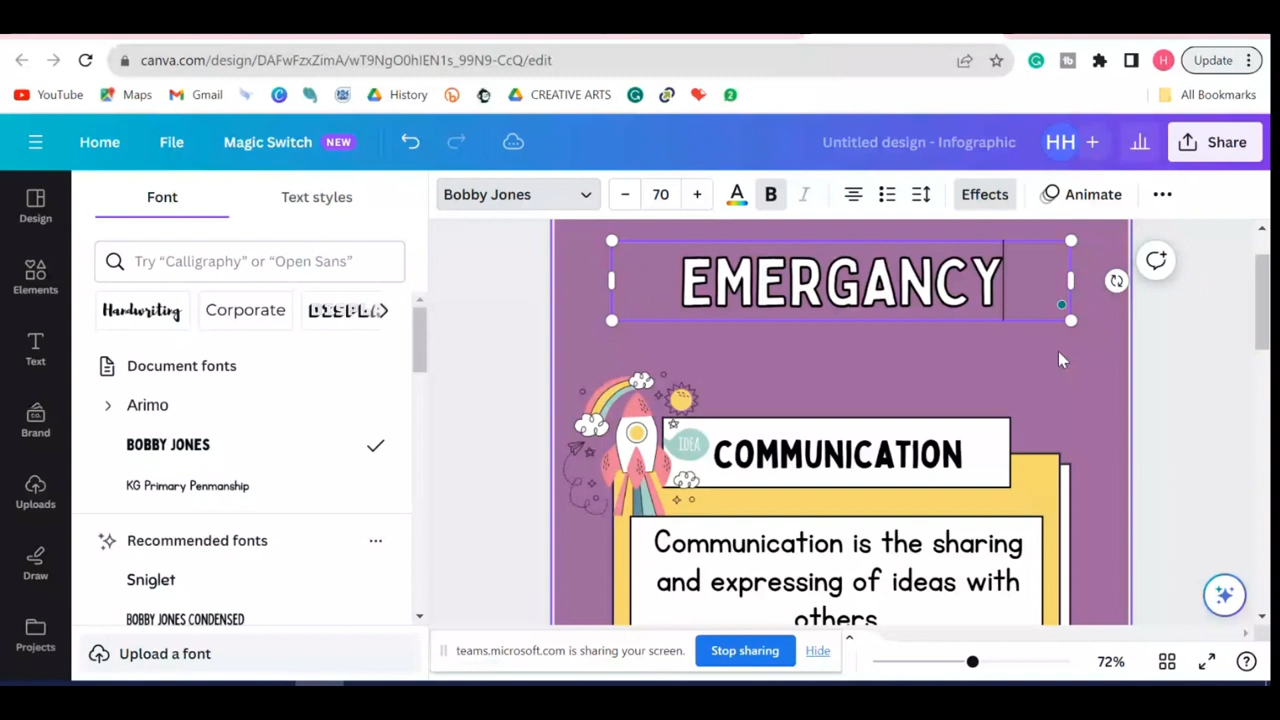 canva.com/design/DAFwFzxZimA/wT9NgO0hIEN1s_99N9-CcQ/edit
Update
YouTube
Maps
Gmail
History
CREATIVE ARTS
2
All Bookmarks
Home
File
Magic Switch NEW
Untitled design - Infographic
HH
Share
Design
Elements
Text
Brand
Uploads
Draw
Projects
Font
Text styles
Try “Calligraphy” or “Open Sans”
Handwriting
Corporate
DISPLA
Document fonts
Arimo
BOBBY JONES
KG Primary Penmanship
Recommended fonts
Sniglet
BOBBY JONES CONDENSED
Upload a font
Bobby Jones
70
A
B
I
Effects
Animate
EMERGANCY
IDEA
COMMUNICATION
Communication is the sharing
and expressing of ideas with
others
teams.microsoft.com is sharing your screen.
Stop sharing
Hide
72%